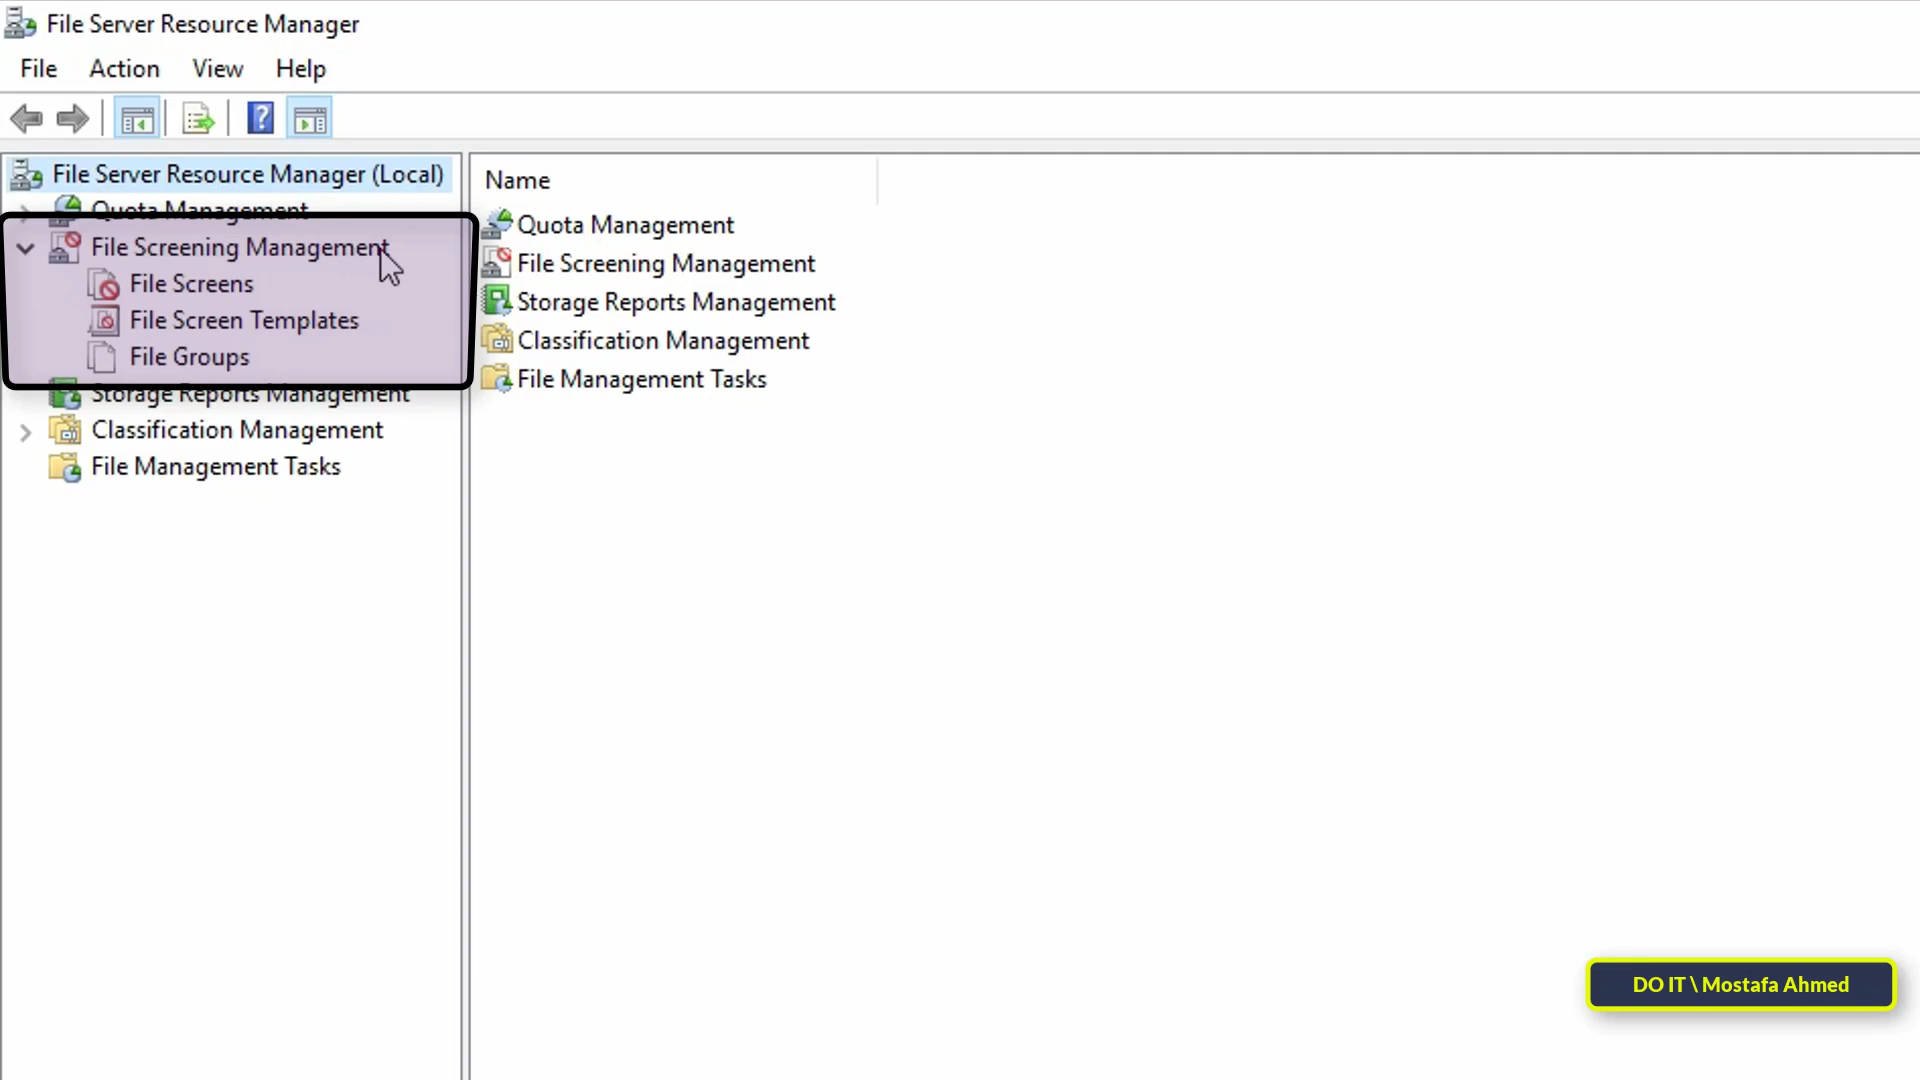 File Server Resource Manager
File Action View Help
File Server Resource Manager (Local)
Quota Management
File Screening Management
File Screens
File Screen Templates
File Groups
Storage Reports Management
Classification Management
File Management Tasks
Name
Quota Management
File Screening Management
Storage Reports Management
Classification Management
File Management Tasks
DO IT \ Mostafa Ahmed